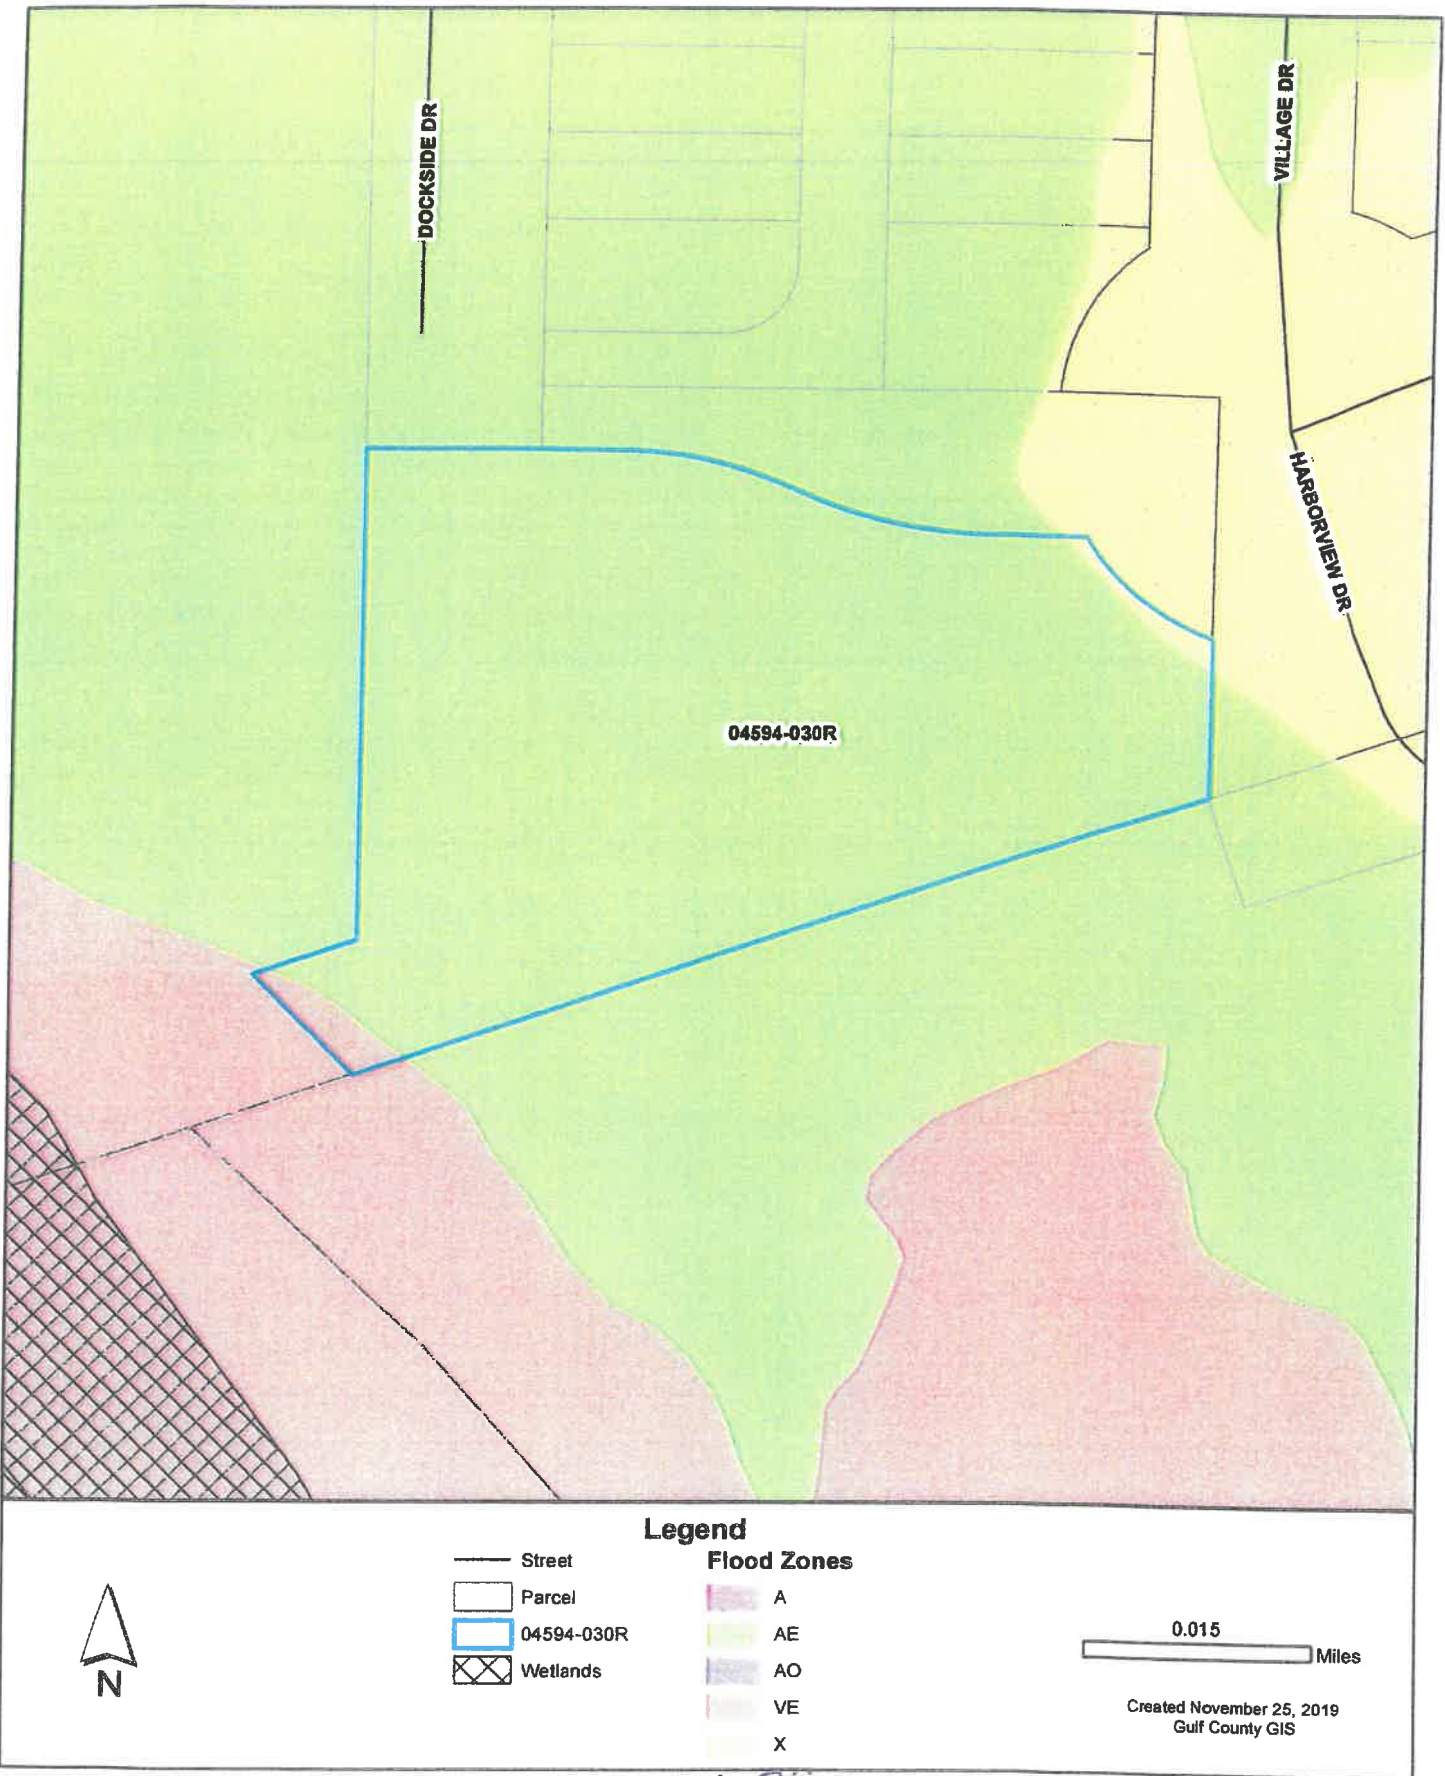 DOCKSIDE DR
VILLAGE DR
HARBORVIEW DR
04594-030R
Legend
Street
Parcel
04594-030R
Wetlands
Flood Zones
A
AE
AO
VE
X
N
0.015
Miles
Created November 25, 2019
Gulf County GIS